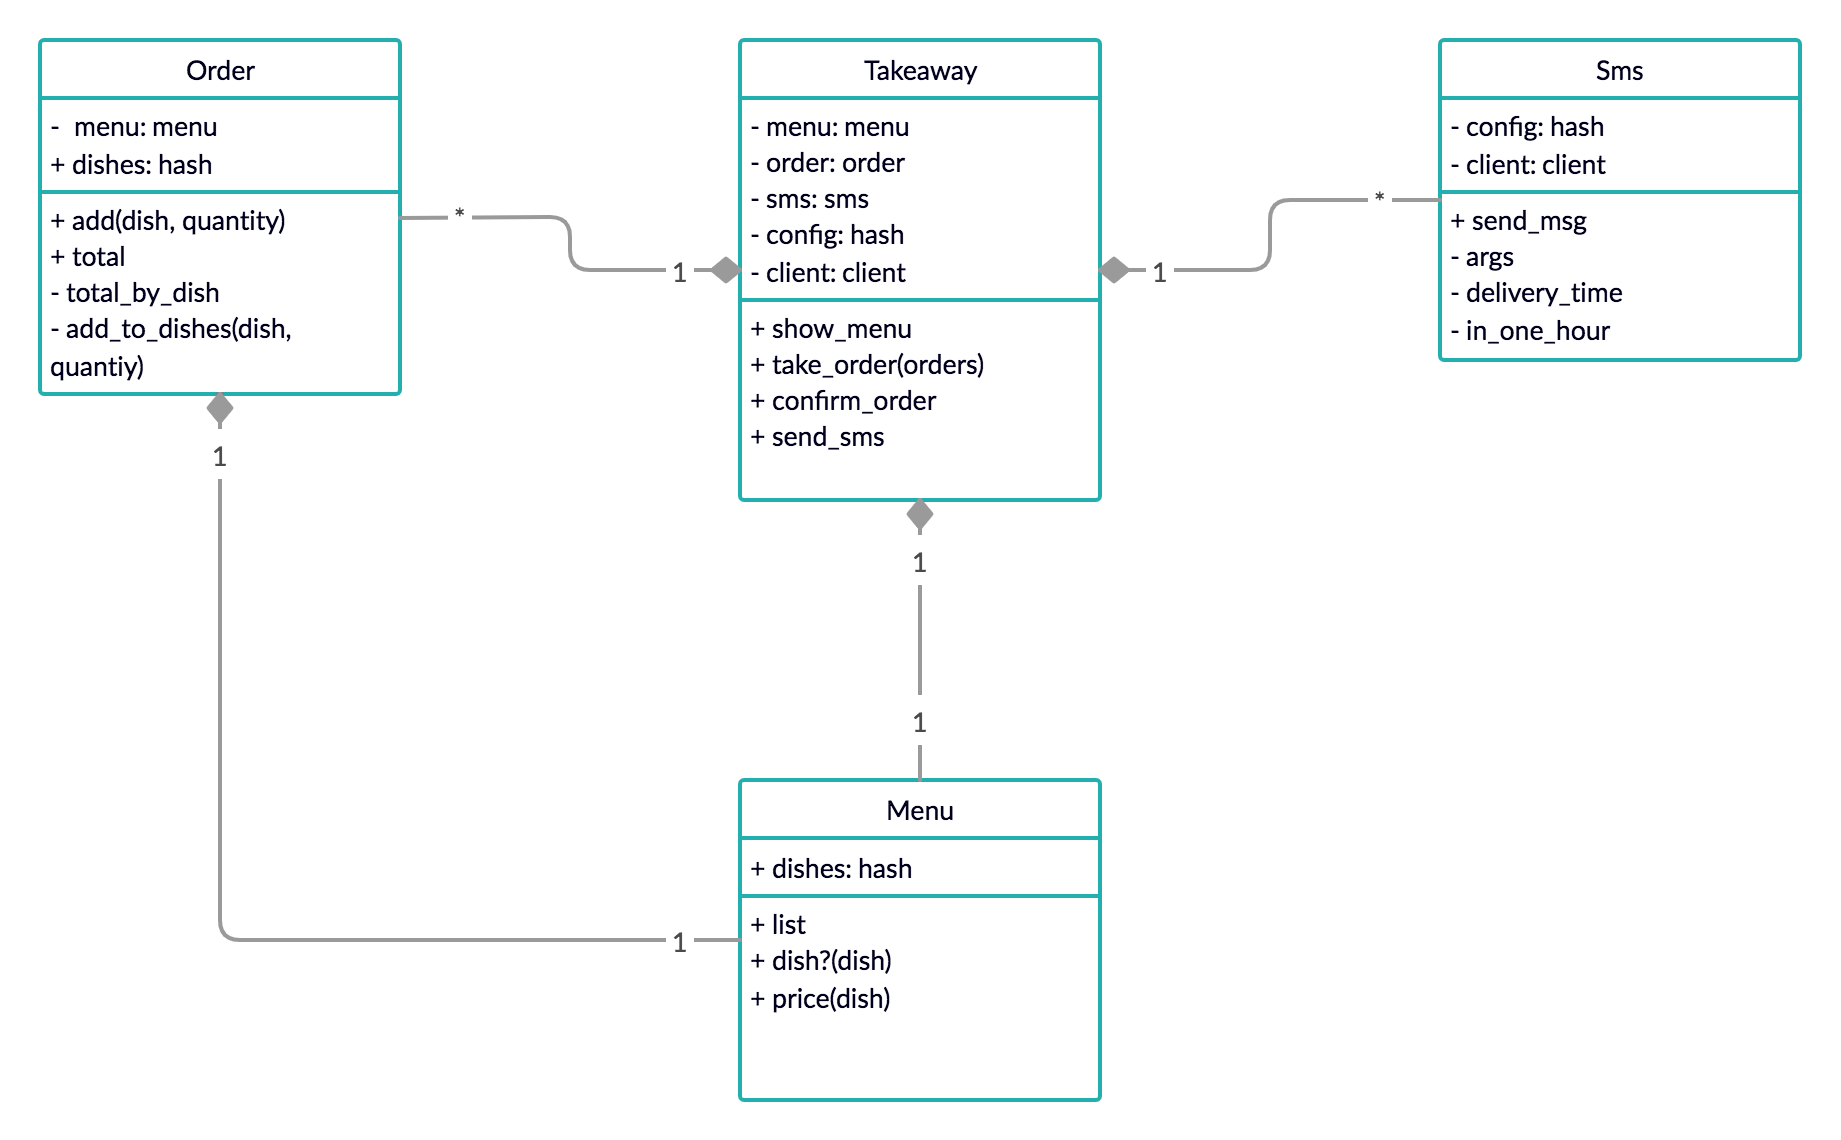 Order
-  menu: menu
+ dishes: hash
+ add(dish, quantity)
+ total
- total_by_dish
- add_to_dishes(dish,
quantiy)
*
1
Takeaway
- menu: menu
- order: order
- sms: sms
- config: hash
- client: client
+ show_menu
+ take_order(orders)
+ confirm_order
+ send_sms
1
*
Sms
- config: hash
- client: client
+ send_msg
- args
- delivery_time
- in_one_hour
1
1
1
1
Menu
+ dishes: hash
+ list
+ dish?(dish)
+ price(dish)